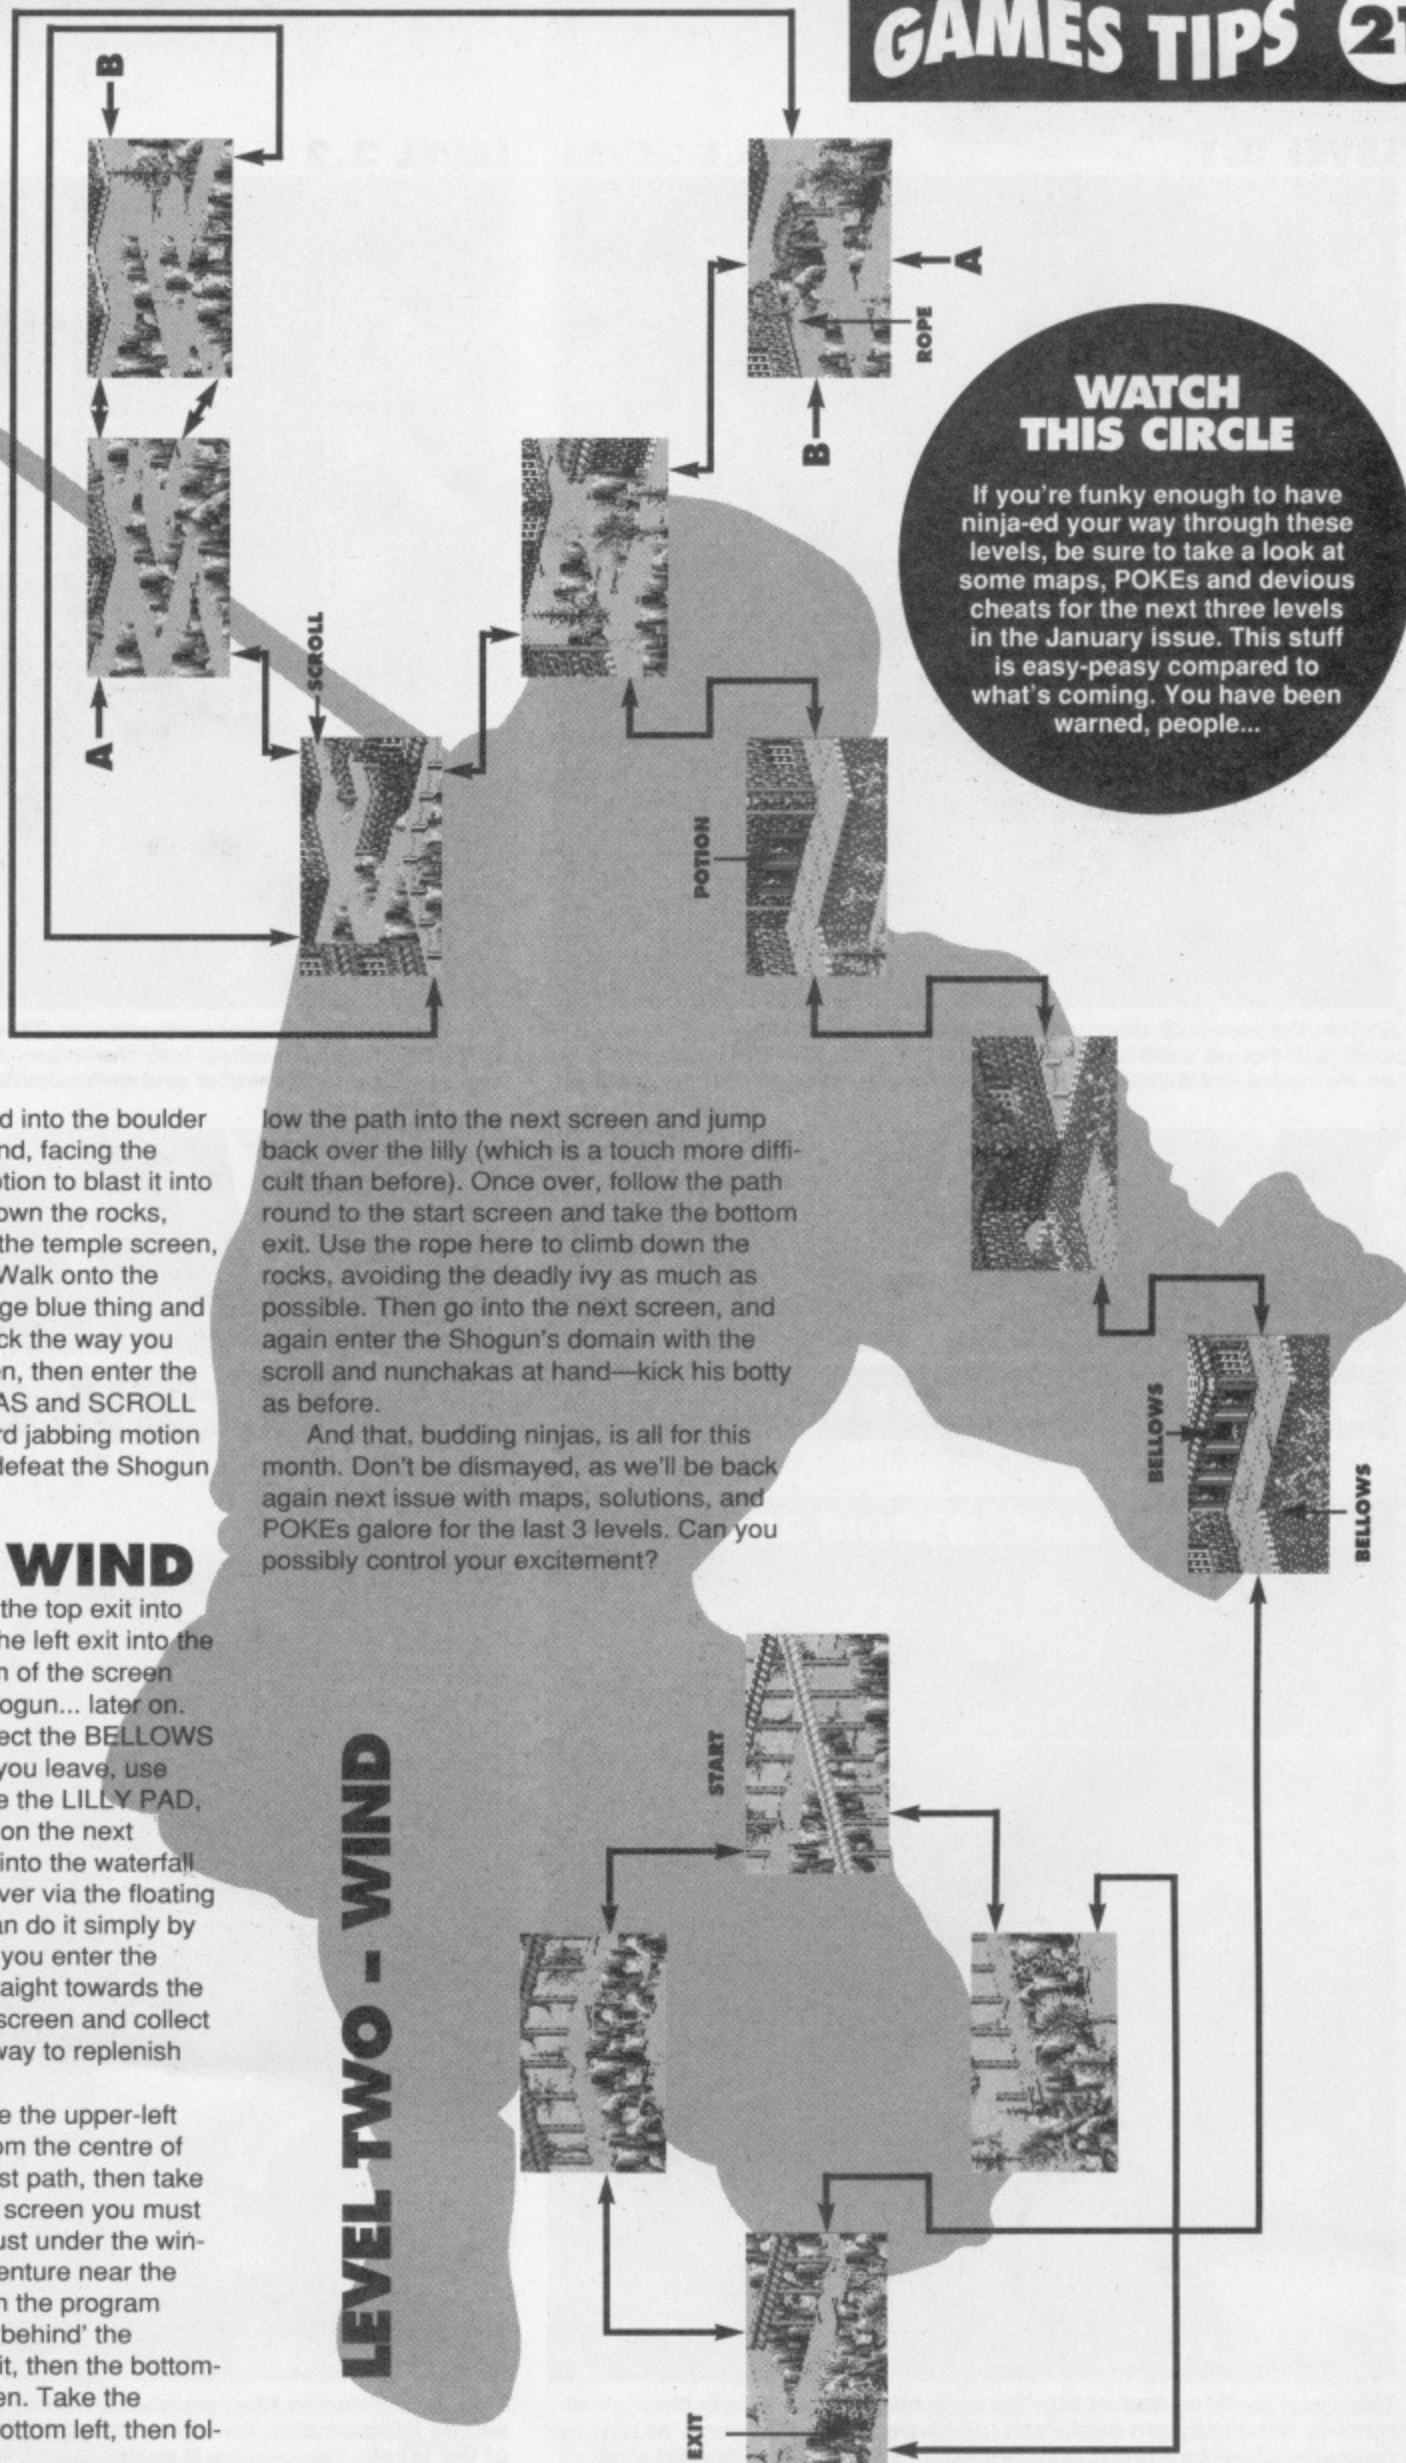 GAMES TIPS
B
A
ROPE
B
SCROLL
A
POTION
WATCH
THIS CIRCLE
If you're funky enough to have
ninja-ed your way through these
levels, be sure to take a look at
some maps, POKEs and devious
cheats for the next three levels
in the January issue. This stuff
is easy-peasy compared to
what's coming. You have been
warned, people...
d into the boulder
nd, facing the
otion to blast it into
own the rocks,
the temple screen,
Walk onto the
ge blue thing and
ck the way you
en, then enter the
AS and SCROLL
rd jabbing motion
defeat the Shogun
WIND
the top exit into
he left exit into the
m of the screen
ogun... later on.
ect the BELLOWS
you leave, use
e the LILLY PAD,
on the next
into the waterfall
ver via the floating
an do it simply by
you enter the
raight towards the
screen and collect
way to replenish
e the upper-left
om the centre of
st path, then take
screen you must
ust under the win-
enture near the
n the program
behind' the
it, then the bottom-
en. Take the
ottom left, then fol-
low the path into the next screen and jump
back over the lilly (which is a touch more diffi-
cult than before). Once over, follow the path
round to the start screen and take the bottom
exit. Use the rope here to climb down the
rocks, avoiding the deadly ivy as much as
possible. Then go into the next screen, and
again enter the Shogun's domain with the
scroll and nunchakas at hand—kick his botty
as before.
And that, budding ninjas, is all for this
month. Don't be dismayed, as we'll be back
again next issue with maps, solutions, and
POKEs galore for the last 3 levels. Can you
possibly control your excitement?
BELLOWS
BELLOWS
START
LEVEL TWO - WIND
EXIT